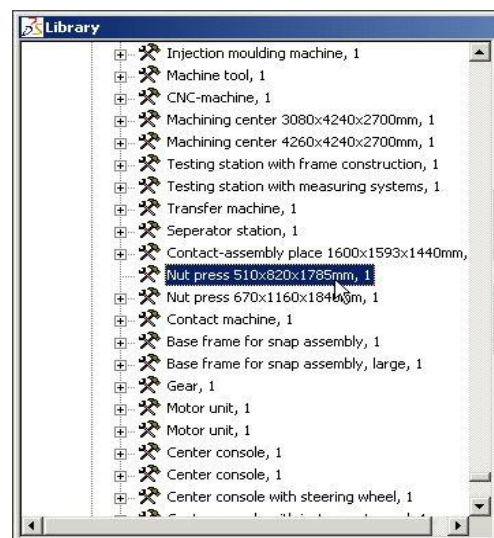 Library
Injection moulding machine, 1
Machine tool, 1
CNC-machine, 1
Machining center 3080x4240x2700mm, 1
Machining center 4260x4240x2700mm, 1
Testing station with frame construction, 1
Testing station with measuring systems, 1
Transfer machine, 1
Seperator station, 1
Contact-assembly place 1600x1593x1440mm,
Nut press 510x820x1785mm, 1
Nut press 670x1160x1840mm, 1
Contact machine, 1
Base frame for snap assembly, 1
Base frame for snap assembly, large, 1
Gear, 1
Motor unit, 1
Motor unit, 1
Center console, 1
Center console, 1
Center console with steering wheel, 1